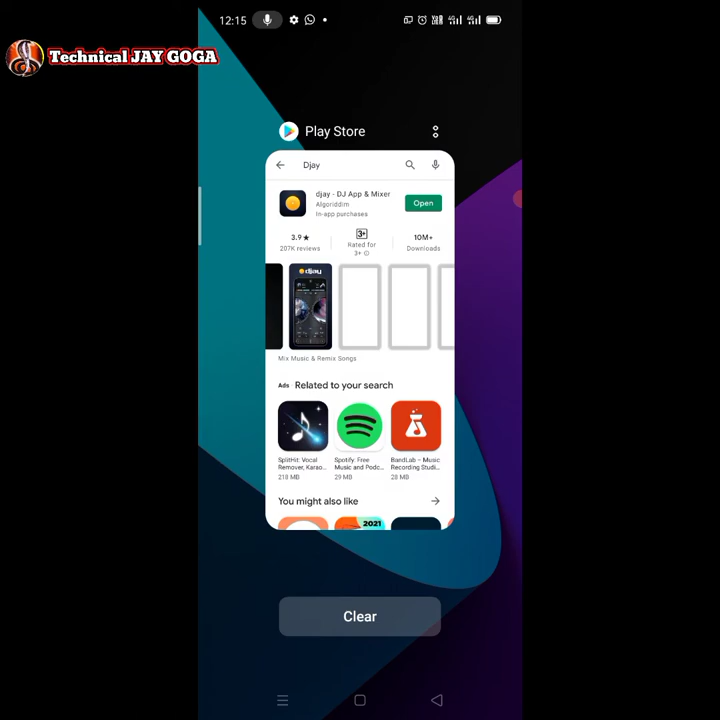 12:15
Technical JAY GOGA
Play Store
Djay
djay - DJ App & Mixer
Algoriddim
In-app purchases
Open
3.9★
207K reviews
3+
Rated for
3+
10M+
Downloads
djay
Mix Music & Remix Songs
Ads · Related to your search
SplitHit: Vocal
Remover, Karao...
218 MB
Spotify: Free
Music and Podc...
29 MB
BandLab – Music
Recording Studi...
28 MB
You might also like
2021
Clear